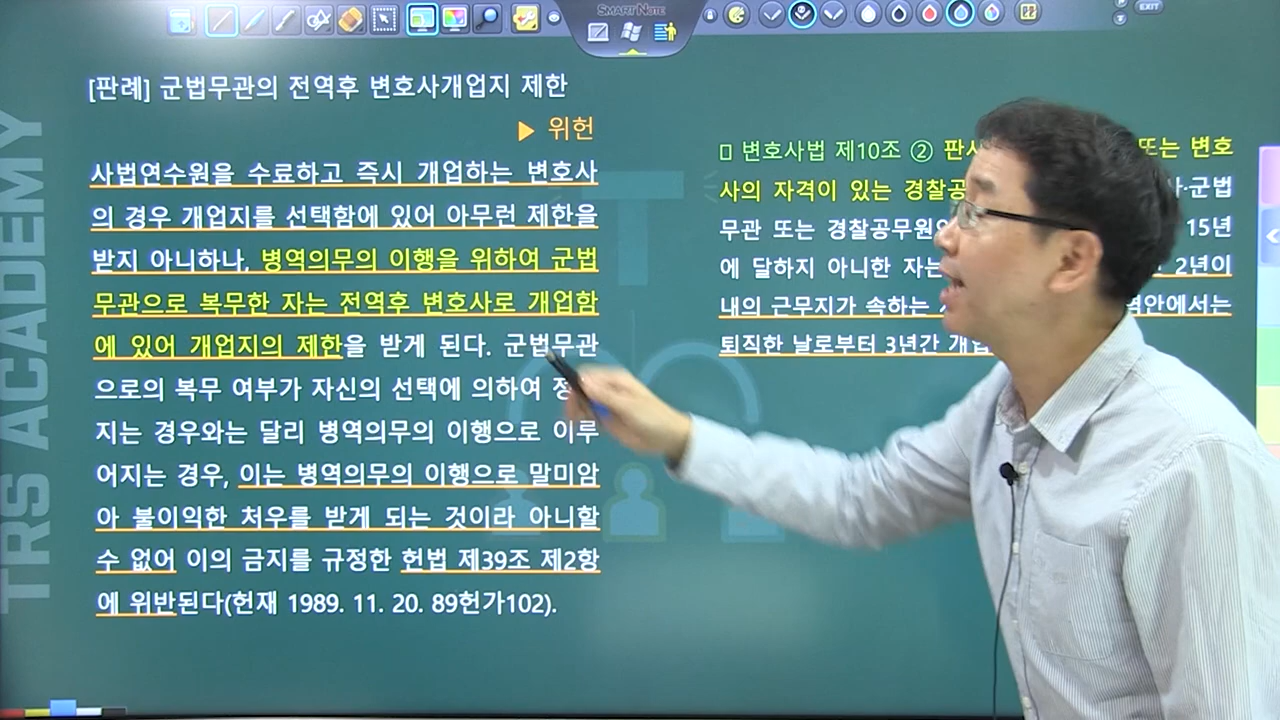 SMART NOTE
EXIT
[판례] 군법무관의 전역후 변호사개업지 제한
▶ 위헌
사법연수원을 수료하고 즉시 개업하는 변호사
의 경우 개업지를 선택함에 있어 아무런 제한을
받지 아니하나, 병역의무의 이행을 위하여 군법
무관으로 복무한 자는 전역후 변호사로 개업함
에 있어 개업지의 제한을 받게 된다. 군법무관
으로의 복무 여부가 자신의 선택에 의하여
지는 경우와는 달리 병역의무의 이행으로 이루
어지는 경우, 이는 병역의무의 이행으로 말미암
아 불이익한 처우를 받게 되는 것이라 아니할
수 없어 이의 금지를 규정한 헌법 제39조 제2항
에 위반된다(헌재 1989. 11. 20. 89헌가102).
변호사법 제10조 ② 또는 변호
사의 자격이 있는 군법
무관 또는 15년
에 달하지 아니한 자는 2년이
내의 근무지가 속하는
퇴직한 날로부터 3년간
TRS ACADEMY